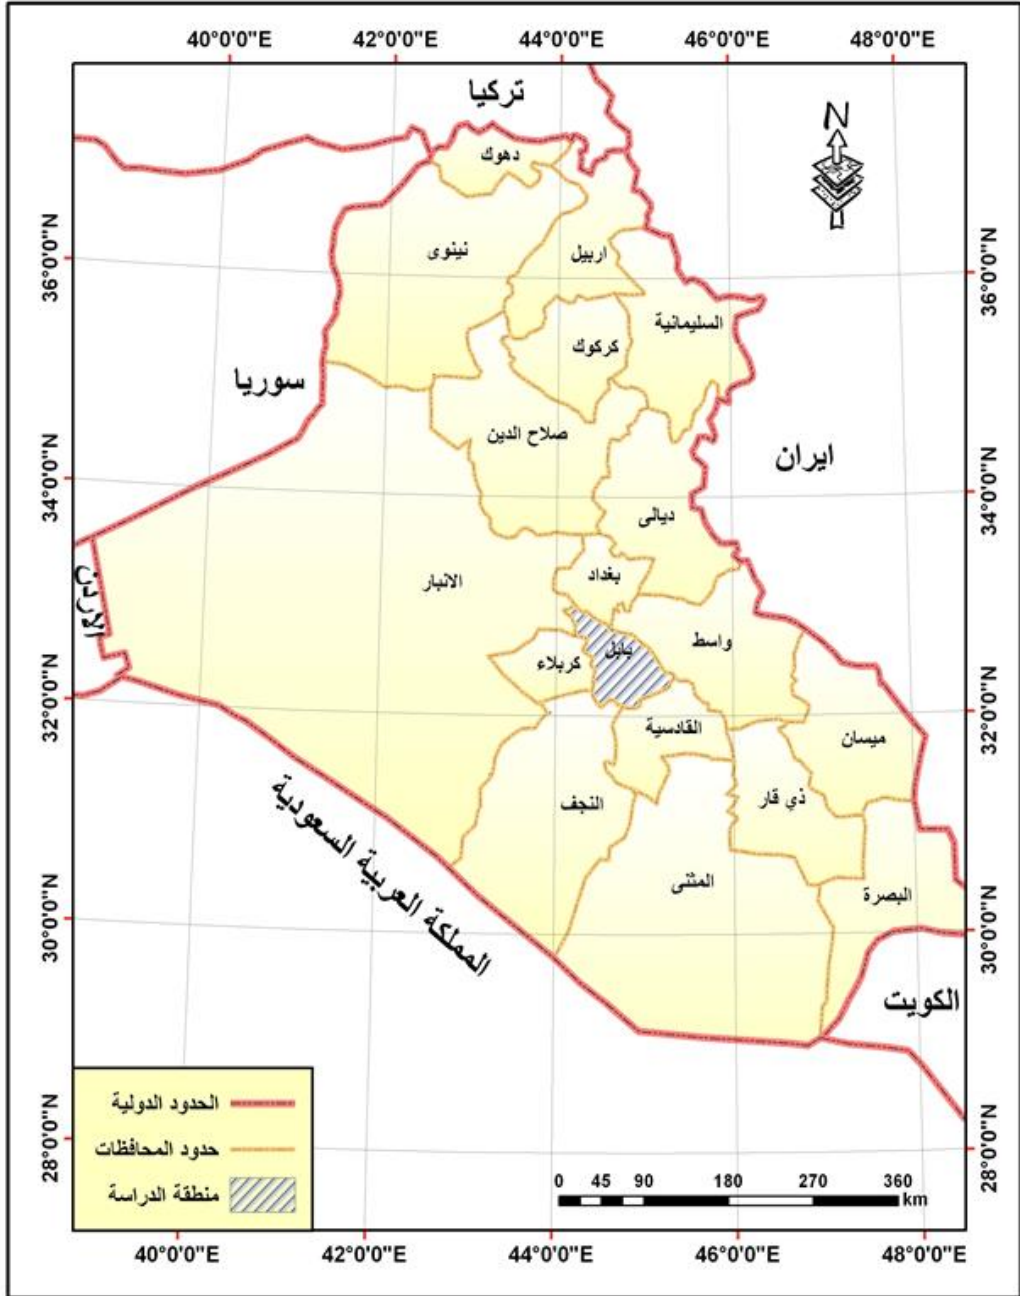 40°0'0"E 42°0'0"E 44°0'0"E 46°0'0"E 48°0'0"E
تركيا
N
دهوك
36°0'0"N
نينوى
اربيل
36°0'0"N
السليمانية
كركوك
سوريا
صلاح الدين
ايران
34°0'0"N
34°0'0"N
ديالى
بغداد
الانبار
الاردن
واسط
بابل
كربلاء
32°0'0"N
32°0'0"N
القادسية
ميسان
ذي قار
النجف
المملكة العربية السعودية
المثنى
البصرة
30°0'0"N
30°0'0"N
الكويت
الحدود الدولية
حدود المحافظات
منطقة الدراسة
28°0'0"N
28°0'0"N
0 45 90 180 270 360
km
40°0'0"E 42°0'0"E 44°0'0"E 46°0'0"E 48°0'0"E